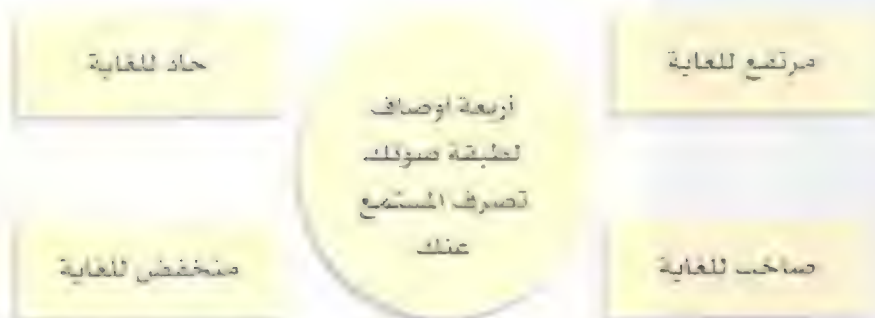 مرتفع للغاية
حاد للغاية
أربعة أوصاف
لطبقة صوتك
تصرف المستمع
عنك
صاخب للغاية
منخفض للغاية